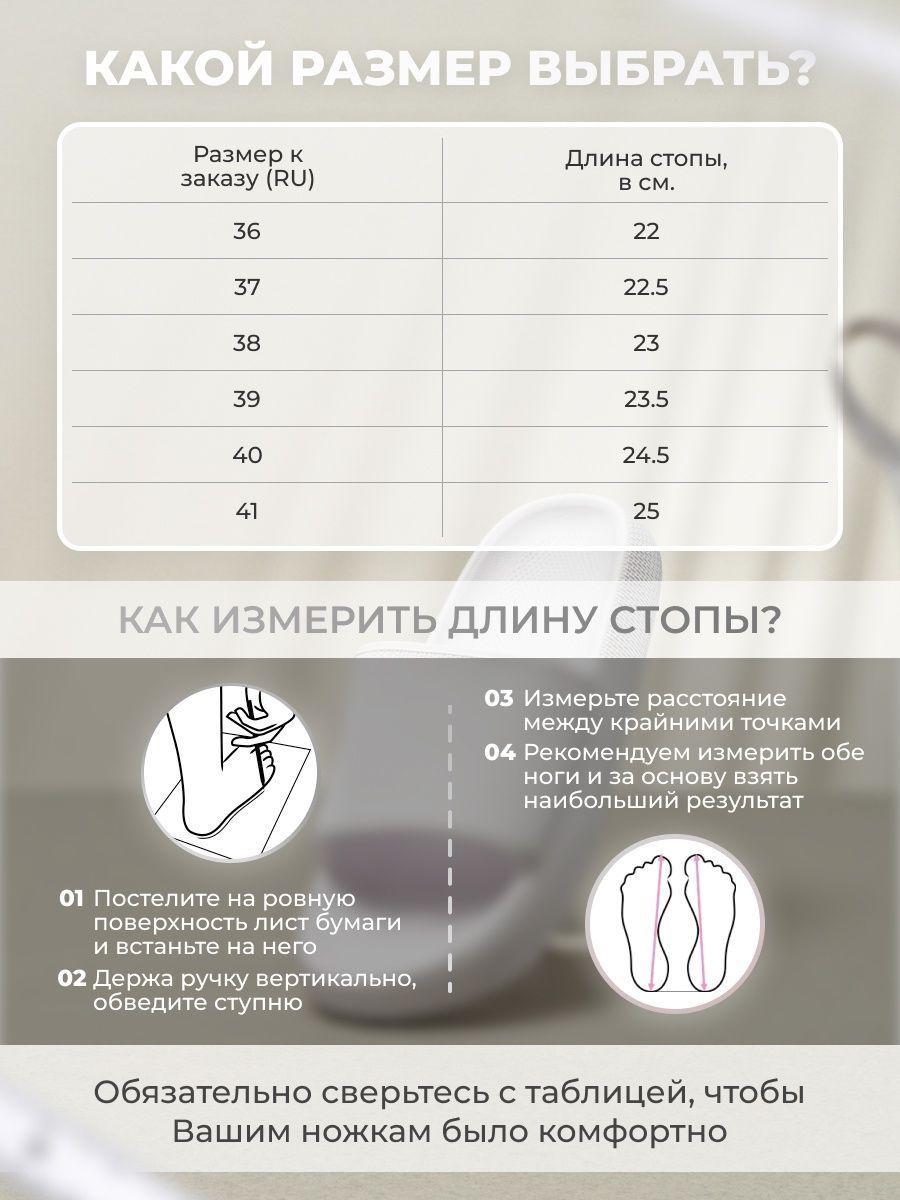 КАКОЙ РАЗМЕР ВЫБРАТЬ?
Размер к
заказу (RU)
Длина стопы,
в см.
36 22
37 22.5
38 23
39 23.5
40 24.5
41 25
КАК ИЗМЕРИТЬ ДЛИНУ СТОПЫ?
01 Постелите на ровную
поверхность лист бумаги
и встаньте на него
02 Держа ручку вертикально,
обведите ступню
03 Измерьте расстояние
между крайними точками
04 Рекомендуем измерить обе
ноги и за основу взять
наибольший результат
Обязательно сверьтесь с таблицей, чтобы
Вашим ножкам было комфортно